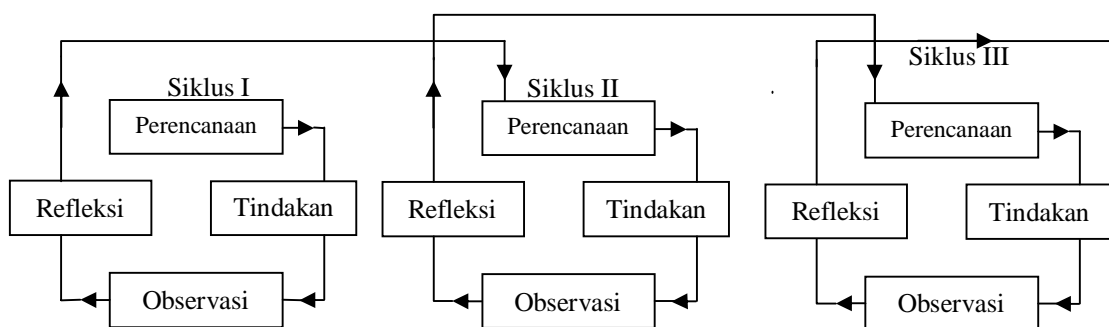 Siklus I
Perencanaan
Refleksi
Tindakan
Observasi
Siklus II
Perencanaan
Refleksi
Tindakan
Observasi
Siklus III
Perencanaan
Refleksi
Tindakan
Observasi